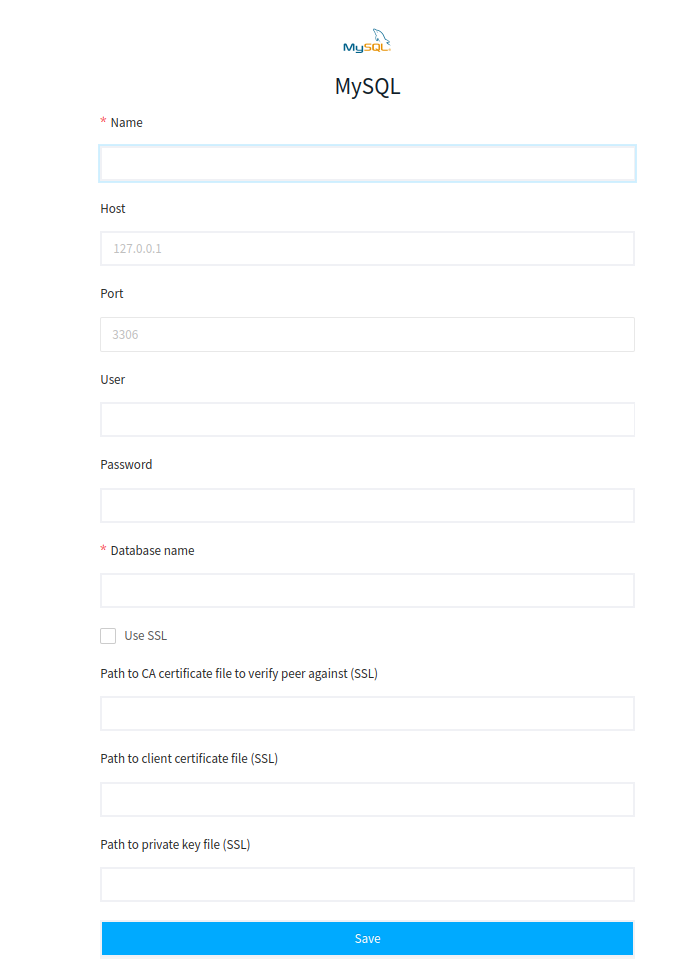 MySQL
MySQL
* Name
Host
127.0.0.1
Port
3306
User
Password
* Database name
Use SSL
Path to CA certificate file to verify peer against (SSL)
Path to client certificate file (SSL)
Path to private key file (SSL)
Save